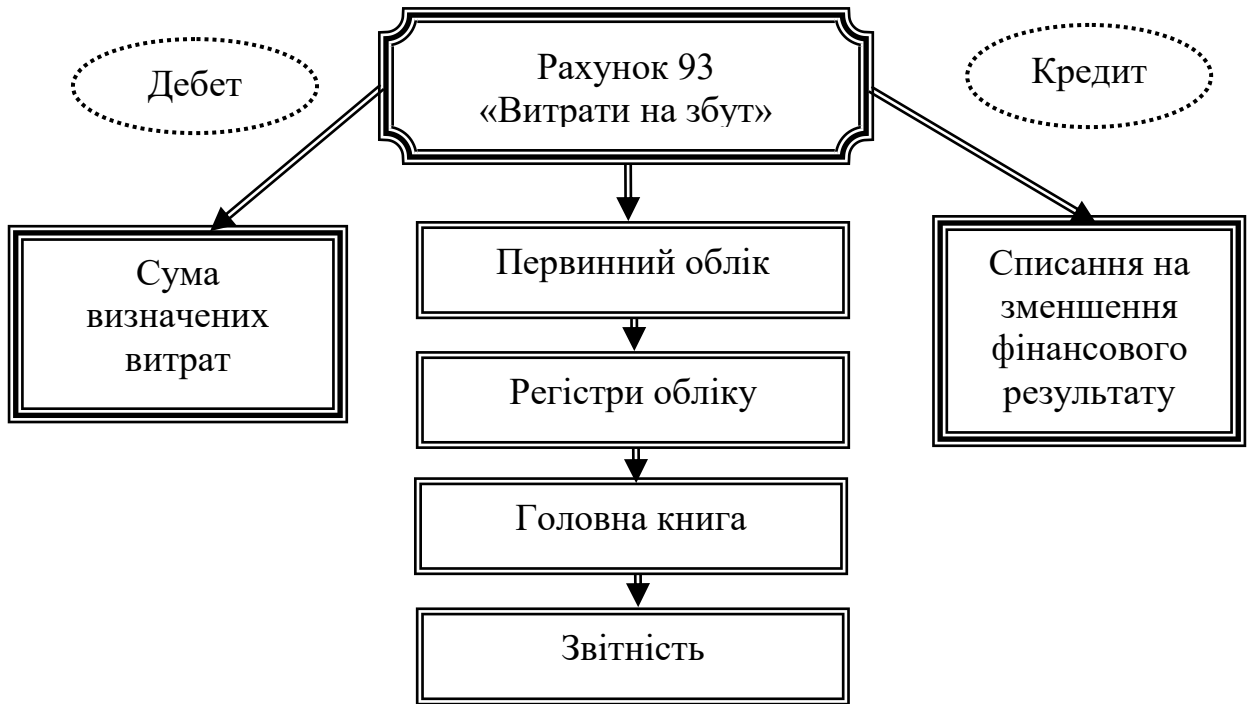 Дебет
Рахунок 93
«Витрати на збут»
Кредит
Сума
визначених
витрат
Первинний облік
Регістри обліку
Головна книга
Звітність
Списання на
зменшення
фінансового
результату